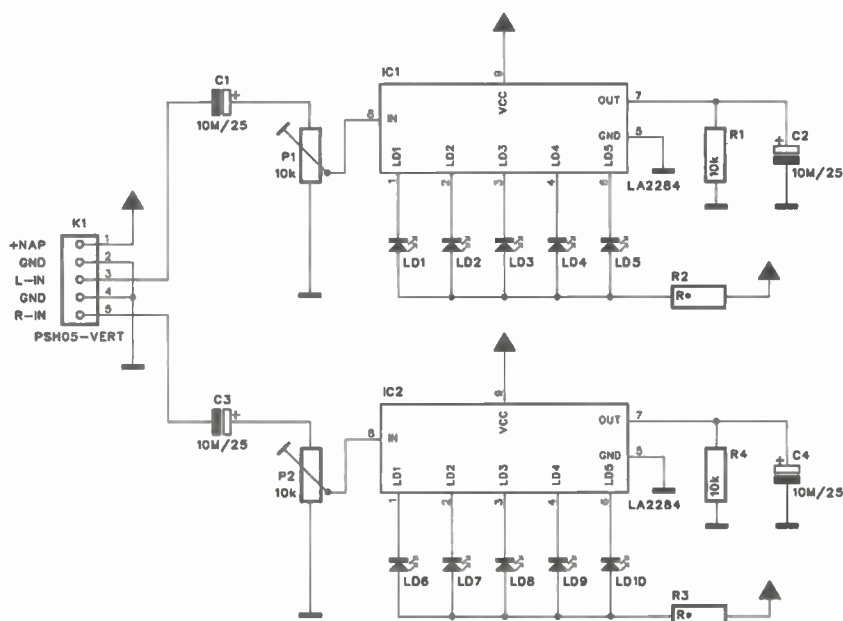 C1
+
10M/25
P1
10k
IC1
8
IN
9
VCC
OUT
7
GND
5
LD1
LD2
LD3
LD4
LD5
1
2
3
4
6
LA2284
R1
10k
C2
+
10M/25
LD1
LD2
LD3
LD4
LD5
R2
R*
K1
+NAP
1
GND
2
L-IN
3
GND
4
R-IN
5
PSH05-VERT
C3
+
10M/25
P2
10k
IC2
8
IN
9
VCC
OUT
7
GND
5
LD1
LD2
LD3
LD4
LD5
1
2
3
4
6
LA2284
R4
10k
C4
+
10M/25
LD6
LD7
LD8
LD9
LD10
R3
R*